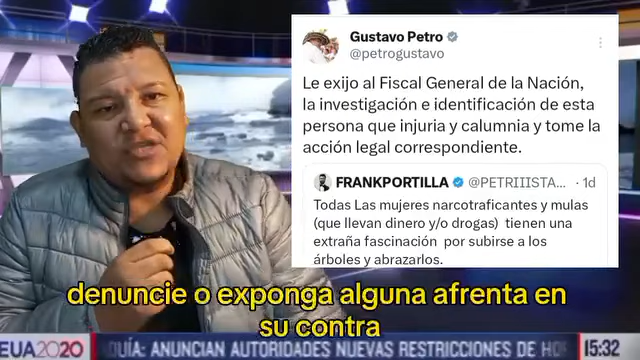 Gustavo Petro
@petrogustavo
Le exijo al Fiscal General de la Nación,
la investigación e identificación de esta
persona que injuria y calumnia y tome la
acción legal correspondiente.
FRANKPORTILLA @PETRIIISTA... · 1d
Todas Las mujeres narcotraficantes y mulas
(que llevan dinero y/o drogas) tienen una
extraña fascinación por subirse a los
árboles y abrazarlos.
denuncie o exponga alguna afrenta en
su contra
EUA2020
QUÍA: ANUNCIAN AUTORIDADES NUEVAS RESTRICCIONES DE
15:32